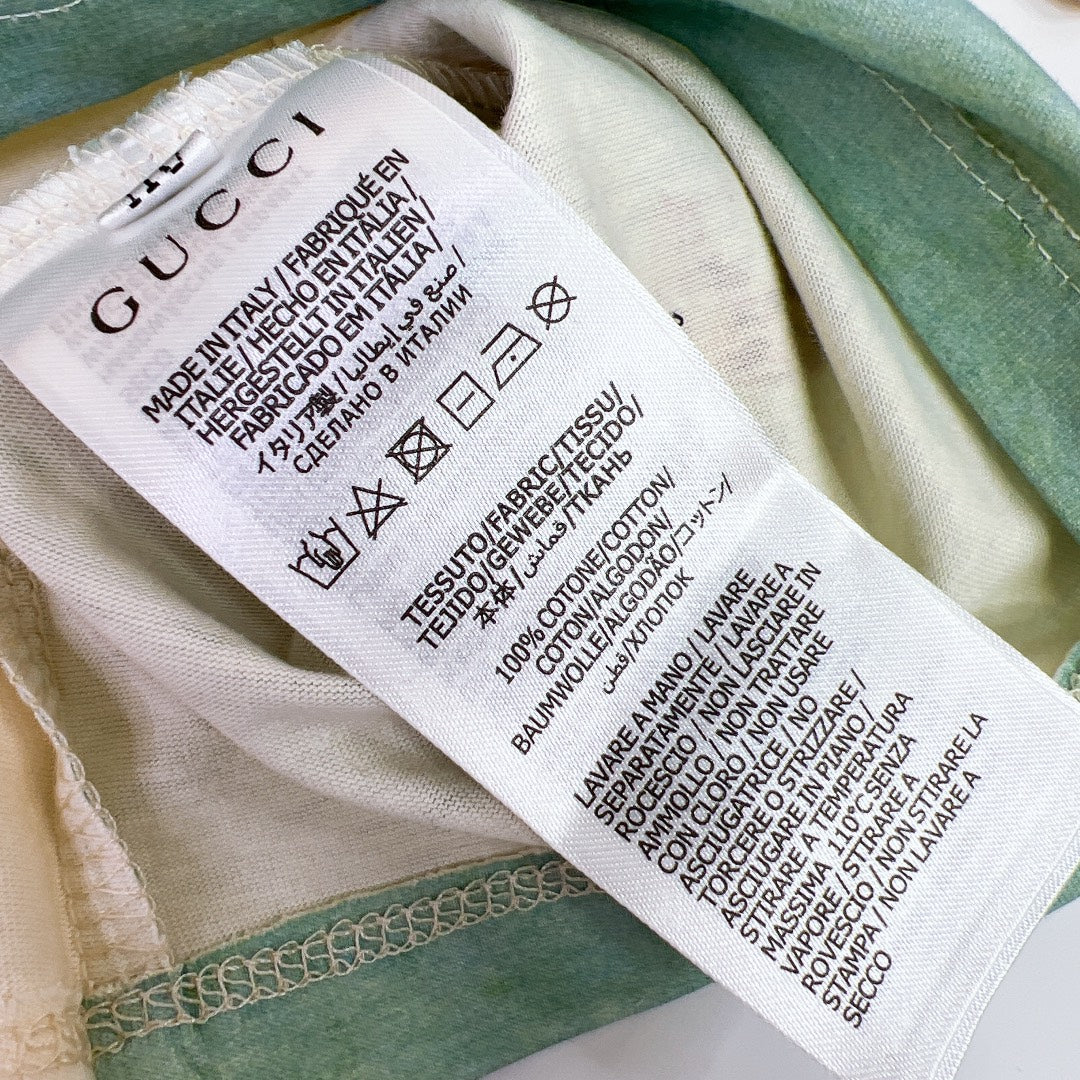 GUCCI
MADE IN ITALY / FABRIQUÉ EN
ITALIE / HECHO EN ITÁLIA /
HERGESTELLT IN ITALIEN /
FABRICADO EM ITÁLIA /
イタリア製 / صنع في إيطاليا /
СДЕЛАНО В ИТАЛИИ
TESSUTO/FABRIC/TISSU/
TEJIDO/GEWEBE/TECIDO/
本体/قماش/ТКАНЬ
100% COTONE/COTTON/
COTON/ALGODON/
BAUMWOLLE/ALGODÃO/コットン/
قطن/ХЛОПОК
LAVARE A MANO / LAVARE
SEPARATAMENTE / LAVARE A
ROCESCIO / NON LASCIARE IN
AMMOLLO / NON TRATTARE
CON CLORO / NON USARE
ASCIUGATRICE / NO
TORCERE O STRIZZARE /
ASCIUGARE IN PIANO /
STIRARE A TEMPERATURA
MASSIMA 110°C SENZA
VAPORE / STIRARE A
ROVESCIO / NON STIRARE LA
STAMPA / NON LAVARE A
SECCO